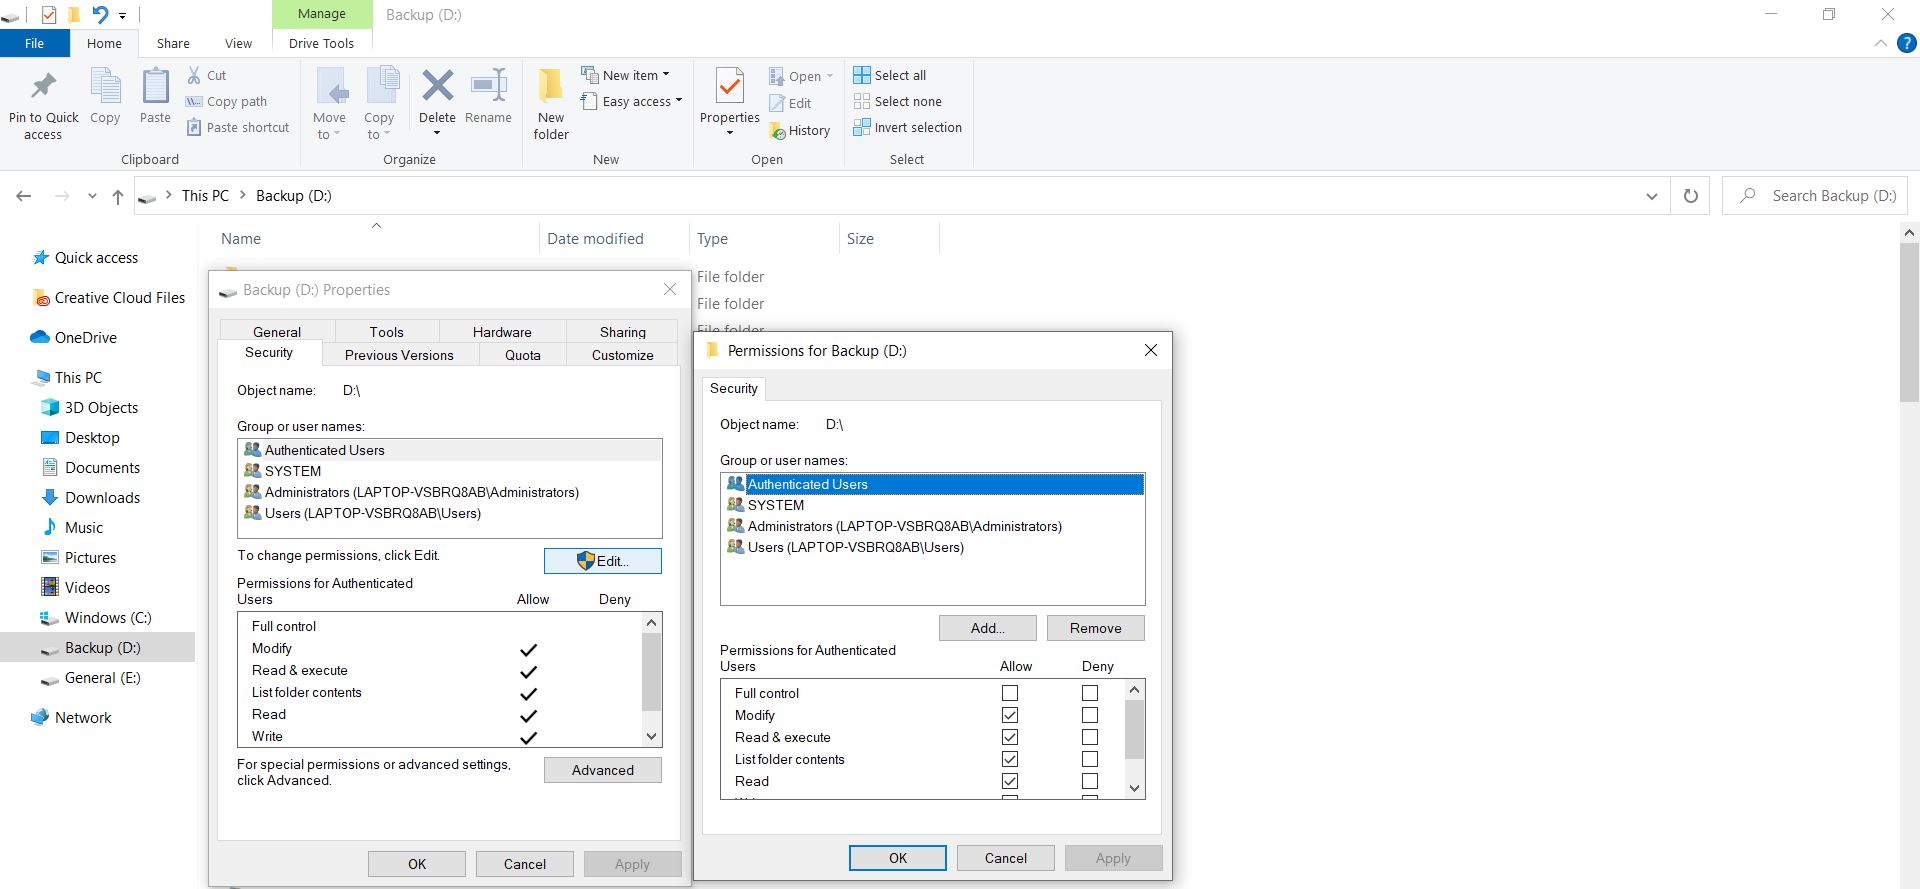 Manage
Backup (D:)
File
Home
Share
View
Drive Tools
Pin to Quick
access
Copy
Paste
Cut
Copy path
Paste shortcut
Clipboard
Move
to
Copy
to
Delete
Rename
Organize
New
folder
New item
Easy access
New
Properties
Open
Edit
History
Open
Select all
Select none
Invert selection
Select
This PC
Backup (D:)
Search Backup (D:)
Name
Date modified
Type
Size
Quick access
Creative Cloud Files
OneDrive
This PC
3D Objects
Desktop
Documents
Downloads
Music
Pictures
Videos
Windows (C:)
Backup (D:)
General (E:)
Network
File folder
File folder
File folder
Backup (D:) Properties
General
Tools
Hardware
Sharing
Security
Previous Versions
Quota
Customize
Object name: D:\
Group or user names:
Authenticated Users
SYSTEM
Administrators (LAPTOP-VSBRQ8AB\Administrators)
Users (LAPTOP-VSBRQ8AB\Users)
To change permissions, click Edit.
Edit...
Permissions for Authenticated
Users
Allow
Deny
Full control
Modify
Read & execute
List folder contents
Read
Write
For special permissions or advanced settings,
click Advanced.
Advanced
OK
Cancel
Apply
Permissions for Backup (D:)
Security
Object name: D:\
Group or user names:
Authenticated Users
SYSTEM
Administrators (LAPTOP-VSBRQ8AB\Administrators)
Users (LAPTOP-VSBRQ8AB\Users)
Add...
Remove
Permissions for Authenticated
Users
Allow
Deny
Full control
Modify
Read & execute
List folder contents
Read
OK
Cancel
Apply